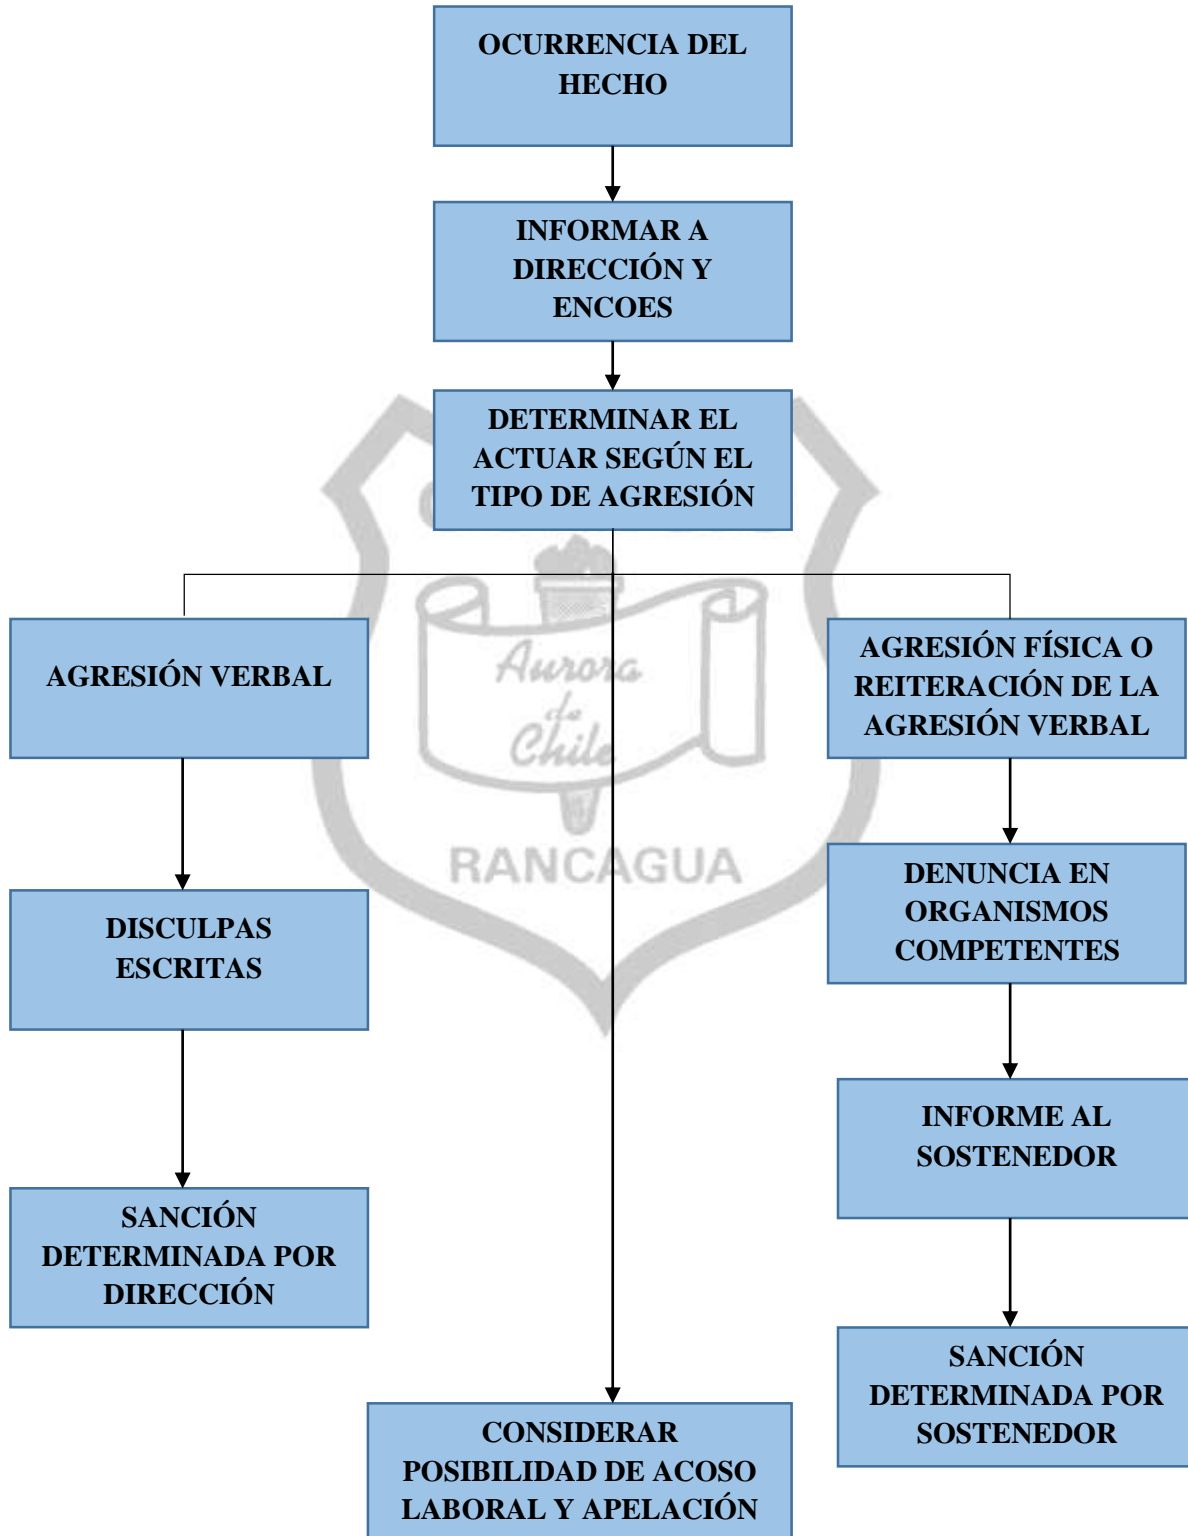 OCURRENCIA DEL
HECHO
INFORMAR A
DIRECCIÓN Y
ENCOES
DETERMINAR EL
ACTUAR SEGÚN EL
TIPO DE AGRESIÓN
AGRESIÓN VERBAL
AGRESIÓN FÍSICA O
REITERACIÓN DE LA
AGRESIÓN VERBAL
Aurora
de
Chile
RANCAGUA
DISCULPAS
ESCRITAS
DENUNCIA EN
ORGANISMOS
COMPETENTES
INFORME AL
SOSTENEDOR
SANCIÓN
DETERMINADA POR
DIRECCIÓN
SANCIÓN
DETERMINADA POR
SOSTENEDOR
CONSIDERAR
POSIBILIDAD DE ACOSO
LABORAL Y APELACIÓN